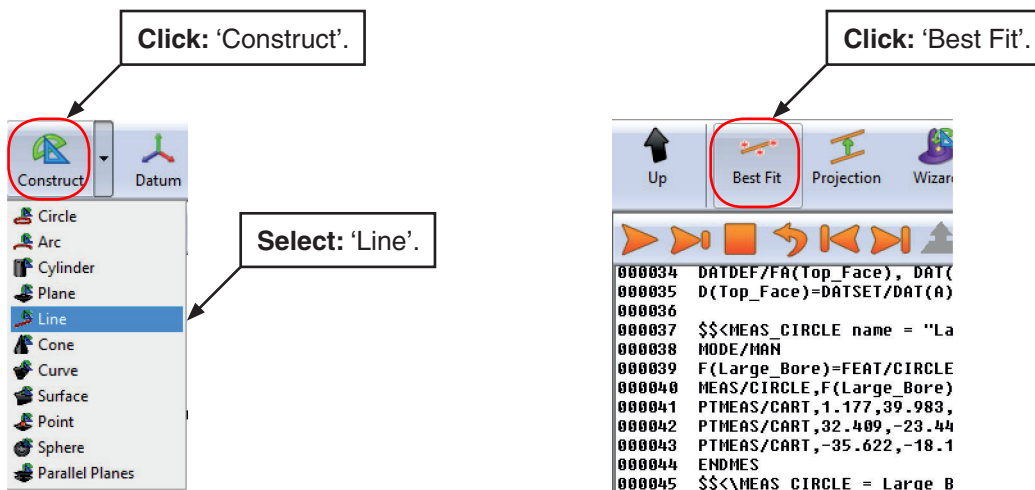 Click: ‘Construct’.
Construct
Datum
Circle
Arc
Cylinder
Plane
Line
Cone
Curve
Surface
Point
Sphere
Parallel Planes
Select: ‘Line’.
Click: ‘Best Fit’.
Up
Best Fit
Projection
Wizar
000034 DATDEF/FA(Top_Face), DAT(
000035 D(Top_Face)=DATSET/DAT(A)
000036
000037 $$<MEAS_CIRCLE name = "La
000038 MODE/MAN
000039 F(Large_Bore)=FEAT/CIRCLE
000040 MEAS/CIRCLE,F(Large_Bore)
000041 PTMEAS/CART,1.177,39.983,
000042 PTMEAS/CART,32.409,-23.44
000043 PTMEAS/CART,-35.622,-18.1
000044 ENDMES
000045 $$<\MEAS_CIRCLE = Large_B